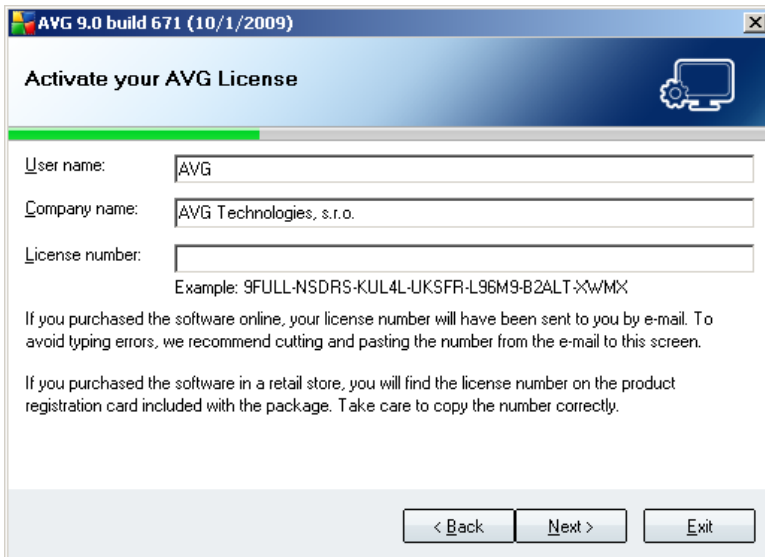 AVG 9.0 build 671 (10/1/2009)
Activate your AVG License
User name:
AVG
Company name:
AVG Technologies, s.r.o.
License number:
Example: 9FULL-NSDRS-KUL4L-UKSFR-L96M9-B2ALT-XWMX
If you purchased the software online, your license number will have been sent to you by e-mail. To
avoid typing errors, we recommend cutting and pasting the number from the e-mail to this screen.
If you purchased the software in a retail store, you will find the license number on the product
registration card included with the package. Take care to copy the number correctly.
< Back
Next >
Exit